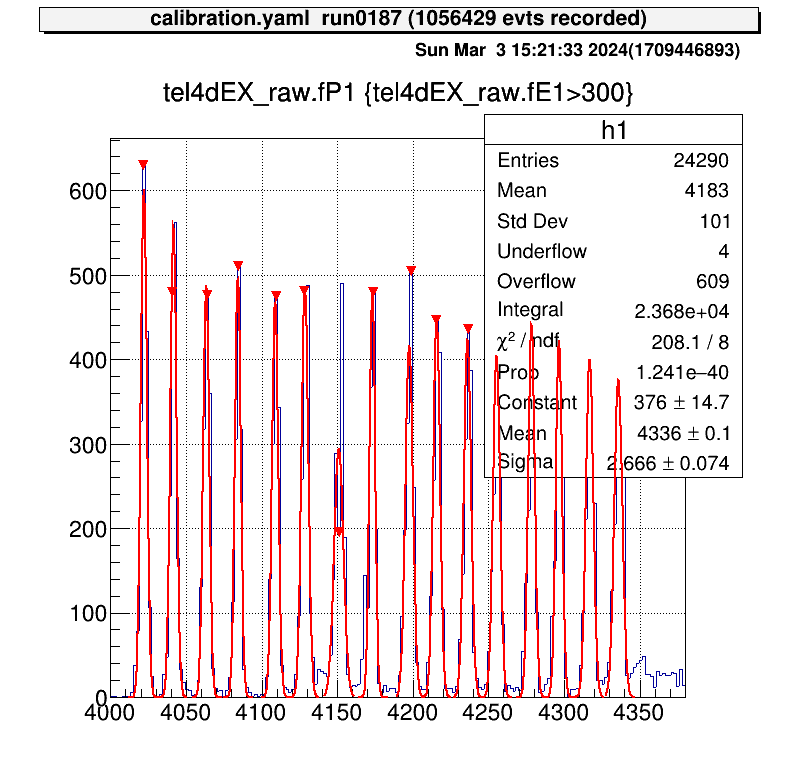 calibration.yaml run0187 (1056429 evts recorded)
Sun Mar 3 15:21:33 2024(1709446893)
tel4dEX_raw.fP1 {tel4dEX_raw.fE1>300}
h1
Entries 24290
Mean 4183
Std Dev 101
Underflow 4
Overflow 609
Integral 2.368e+04
χ² / ndf 208.1 / 8
Prob 1.241e−40
Constant 376 ± 14.7
Mean 4336 ± 0.1
Sigma 2.666 ± 0.074
600
500
400
300
200
100
0
4000 4050 4100 4150 4200 4250 4300 4350